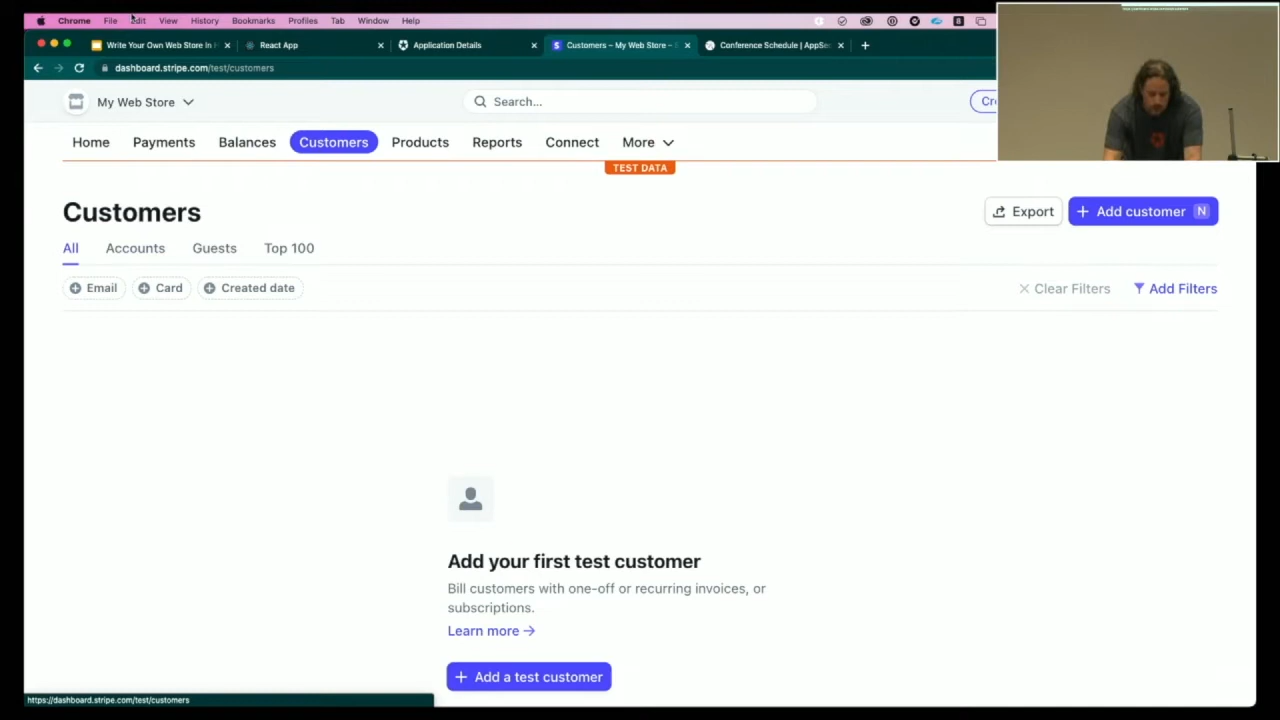 Chrome File Edit View History Bookmarks Profiles Tab Window Help
Write Your Own Web Store In React App Application Details Customers – My Web Store – Conference Schedule | AppSe
dashboard.stripe.com/test/customers
My Web Store Search... Cr
Home Payments Balances Customers Products Reports Connect More
TEST DATA
Customers Export Add customer N
All Accounts Guests Top 100
Email Card Created date Clear Filters Add Filters
Add your first test customer
Bill customers with one-off or recurring invoices, or
subscriptions.
Learn more →
+ Add a test customer
https://dashboard.stripe.com/test/customers